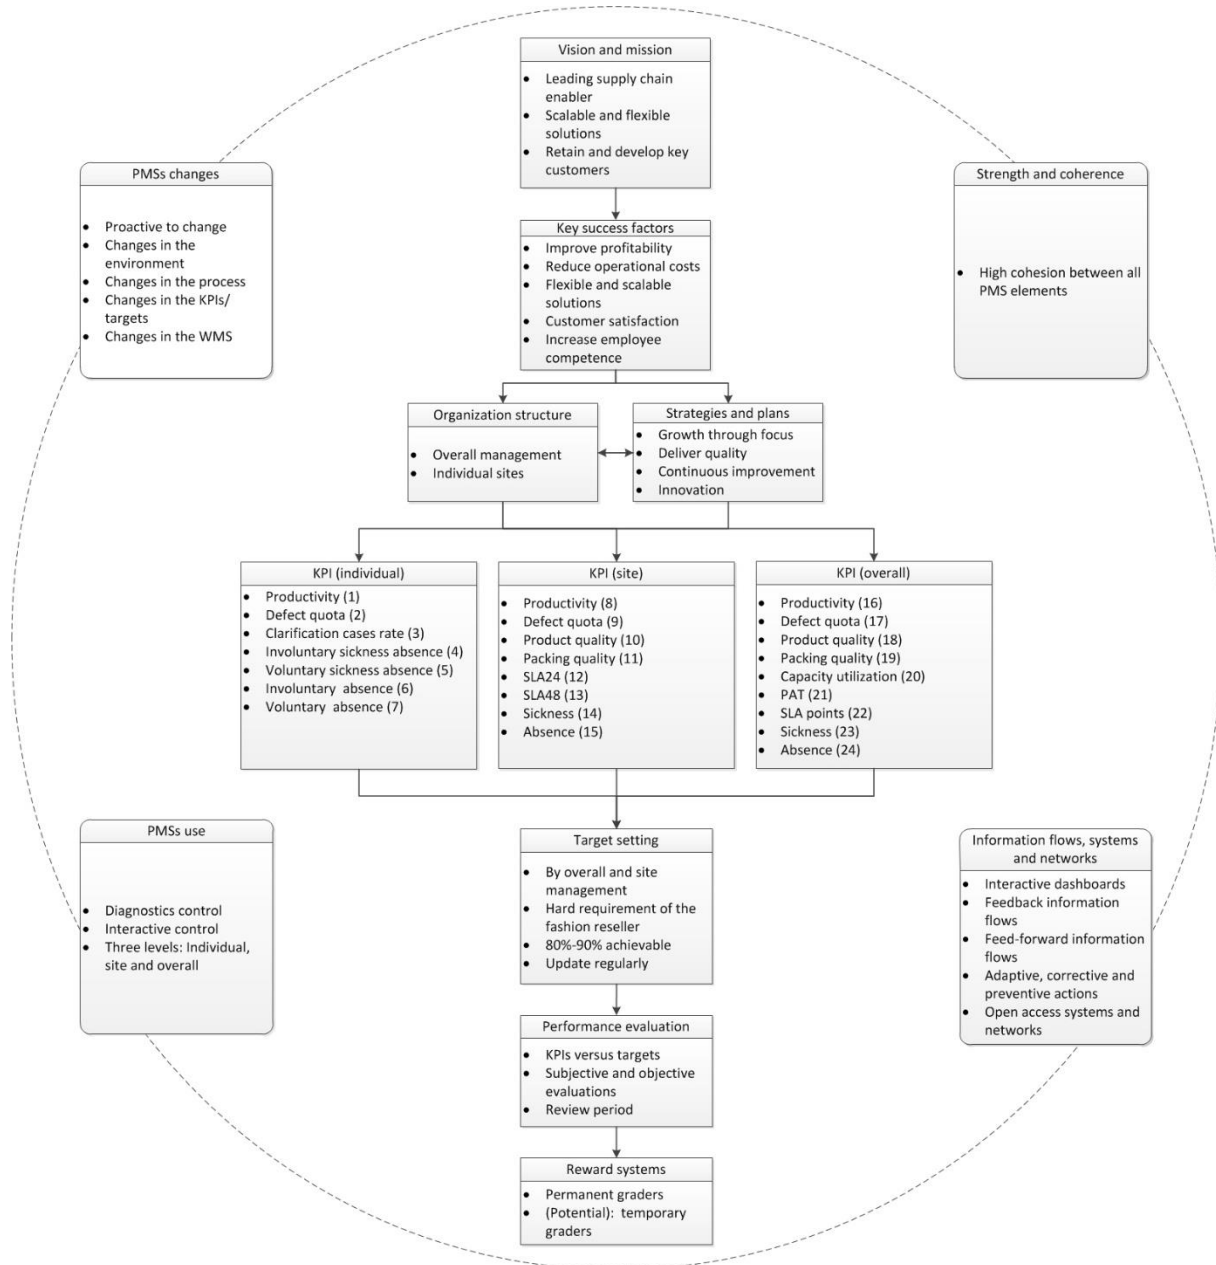 Vision and mission
• Leading supply chain
enabler
• Scalable and flexible
solutions
• Retain and develop key
customers
PMSs changes
• Proactive to change
• Changes in the
environment
• Changes in the process
• Changes in the KPIs/
targets
• Changes in the WMS
Strength and coherence
• High cohesion between all
PMS elements
Key success factors
• Improve profitability
• Reduce operational costs
• Flexible and scalable
solutions
• Customer satisfaction
• Increase employee
competence
Organization structure
• Overall management
• Individual sites
Strategies and plans
• Growth through focus
• Deliver quality
• Continuous improvement
• Innovation
KPI (individual)
• Productivity (1)
• Defect quota (2)
• Clarification cases rate (3)
• Involuntary sickness absence (4)
• Voluntary sickness absence (5)
• Involuntary absence (6)
• Voluntary absence (7)
KPI (site)
• Productivity (8)
• Defect quota (9)
• Product quality (10)
• Packing quality (11)
• SLA24 (12)
• SLA48 (13)
• Sickness (14)
• Absence (15)
KPI (overall)
• Productivity (16)
• Defect quota (17)
• Product quality (18)
• Packing quality (19)
• Capacity utilization (20)
• PAT (21)
• SLA points (22)
• Sickness (23)
• Absence (24)
PMSs use
• Diagnostics control
• Interactive control
• Three levels: Individual,
site and overall
Target setting
• By overall and site
management
• Hard requirement of the
fashion reseller
• 80%-90% achievable
• Update regularly
Information flows, systems
and networks
• Interactive dashboards
• Feedback information
flows
• Feed-forward information
flows
• Adaptive, corrective and
preventive actions
• Open access systems and
networks
Performance evaluation
• KPIs versus targets
• Subjective and objective
evaluations
• Review period
Reward systems
• Permanent graders
• (Potential): temporary
graders